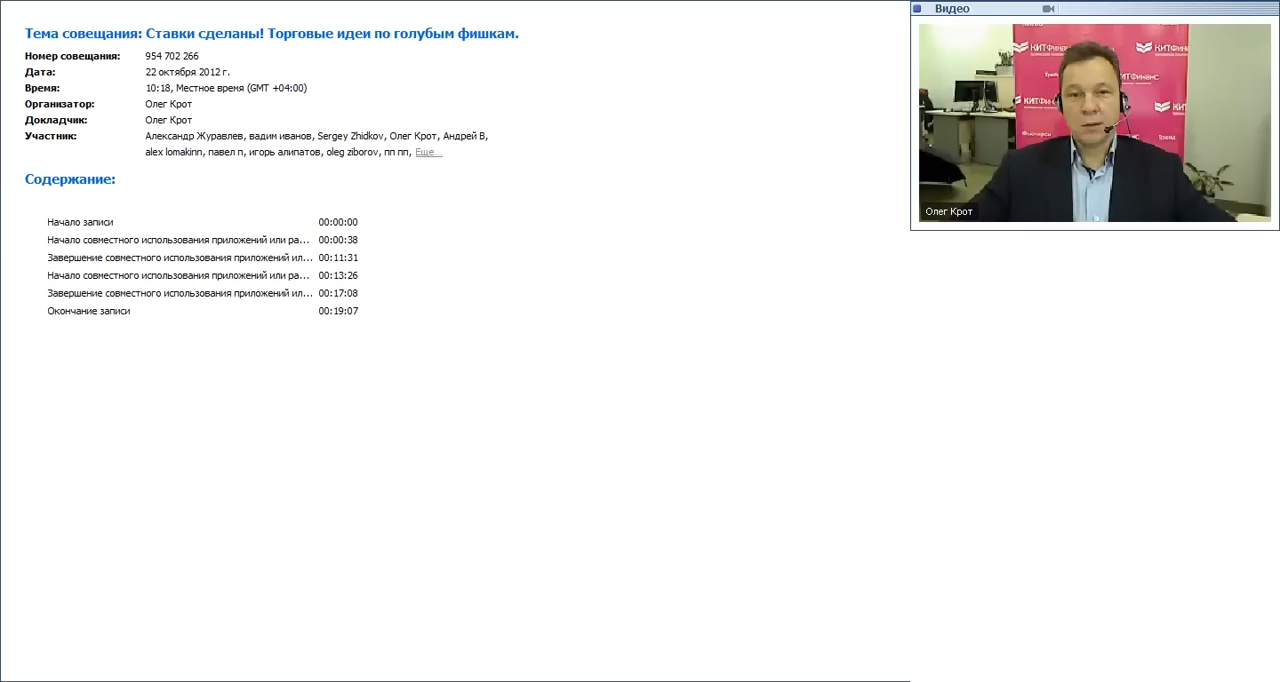 Тема совещания: Ставки сделаны! Торговые идеи по голубым фишкам.
Номер совещания: 954 702 266
Дата: 22 октября 2012 г.
Время: 10:18, Местное время (GMT +04:00)
Организатор: Олег Крот
Докладчик: Олег Крот
Участник: Александр Журавлев, вадим иванов, Sergey Zhidkov, Олег Крот, Андрей В,
alex lomakinn, павел п, игорь алипатов, oleg ziborov, пп пп, Еще...
Содержание:
Начало записи 00:00:00
Начало совместного использования приложений или ра... 00:00:38
Завершение совместного использования приложений ил... 00:11:31
Начало совместного использования приложений или ра... 00:13:26
Завершение совместного использования приложений ил... 00:17:08
Окончание записи 00:19:07
Видео
КИТФин
КИТФина
КИТФинанс
КИТФин
КИТ
Олег Крот